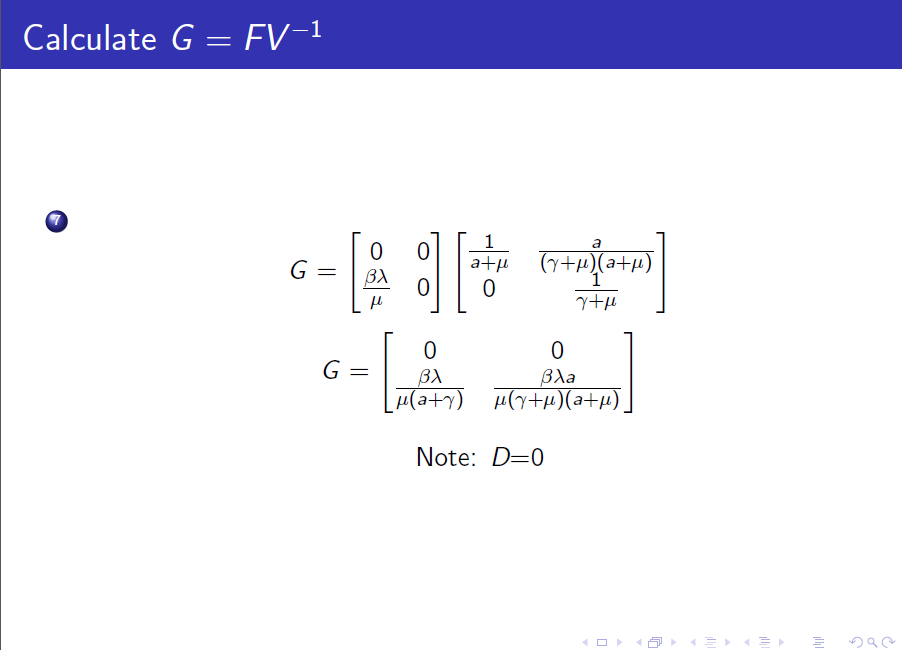 Calculate G = FV⁻¹
7
G = [0 0; βλ/μ 0] [1/(a+μ) a/((γ+μ)(a+μ)); 0 1/(γ+μ)]
G = [0 0; βλ/(μ(a+γ)) βλa/(μ(γ+μ)(a+μ))]
Note: D=0